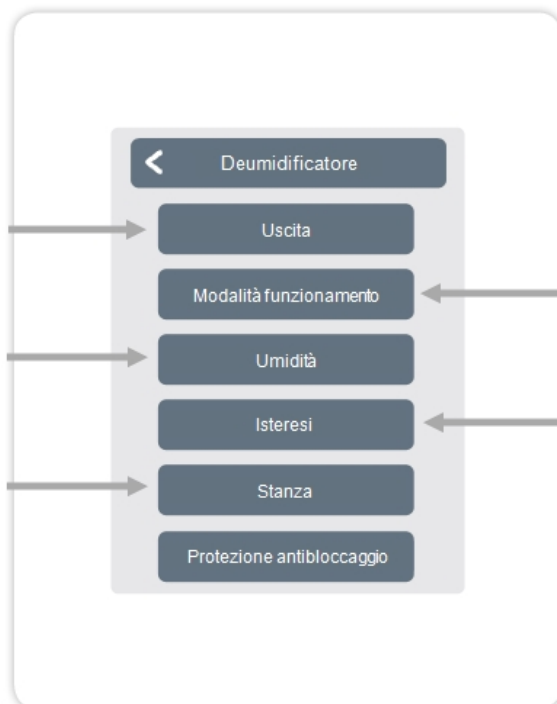 Deumidificatore
Uscita
Modalità funzionamento
Umidità
Isteresi
Stanza
Protezione antibloccaggio